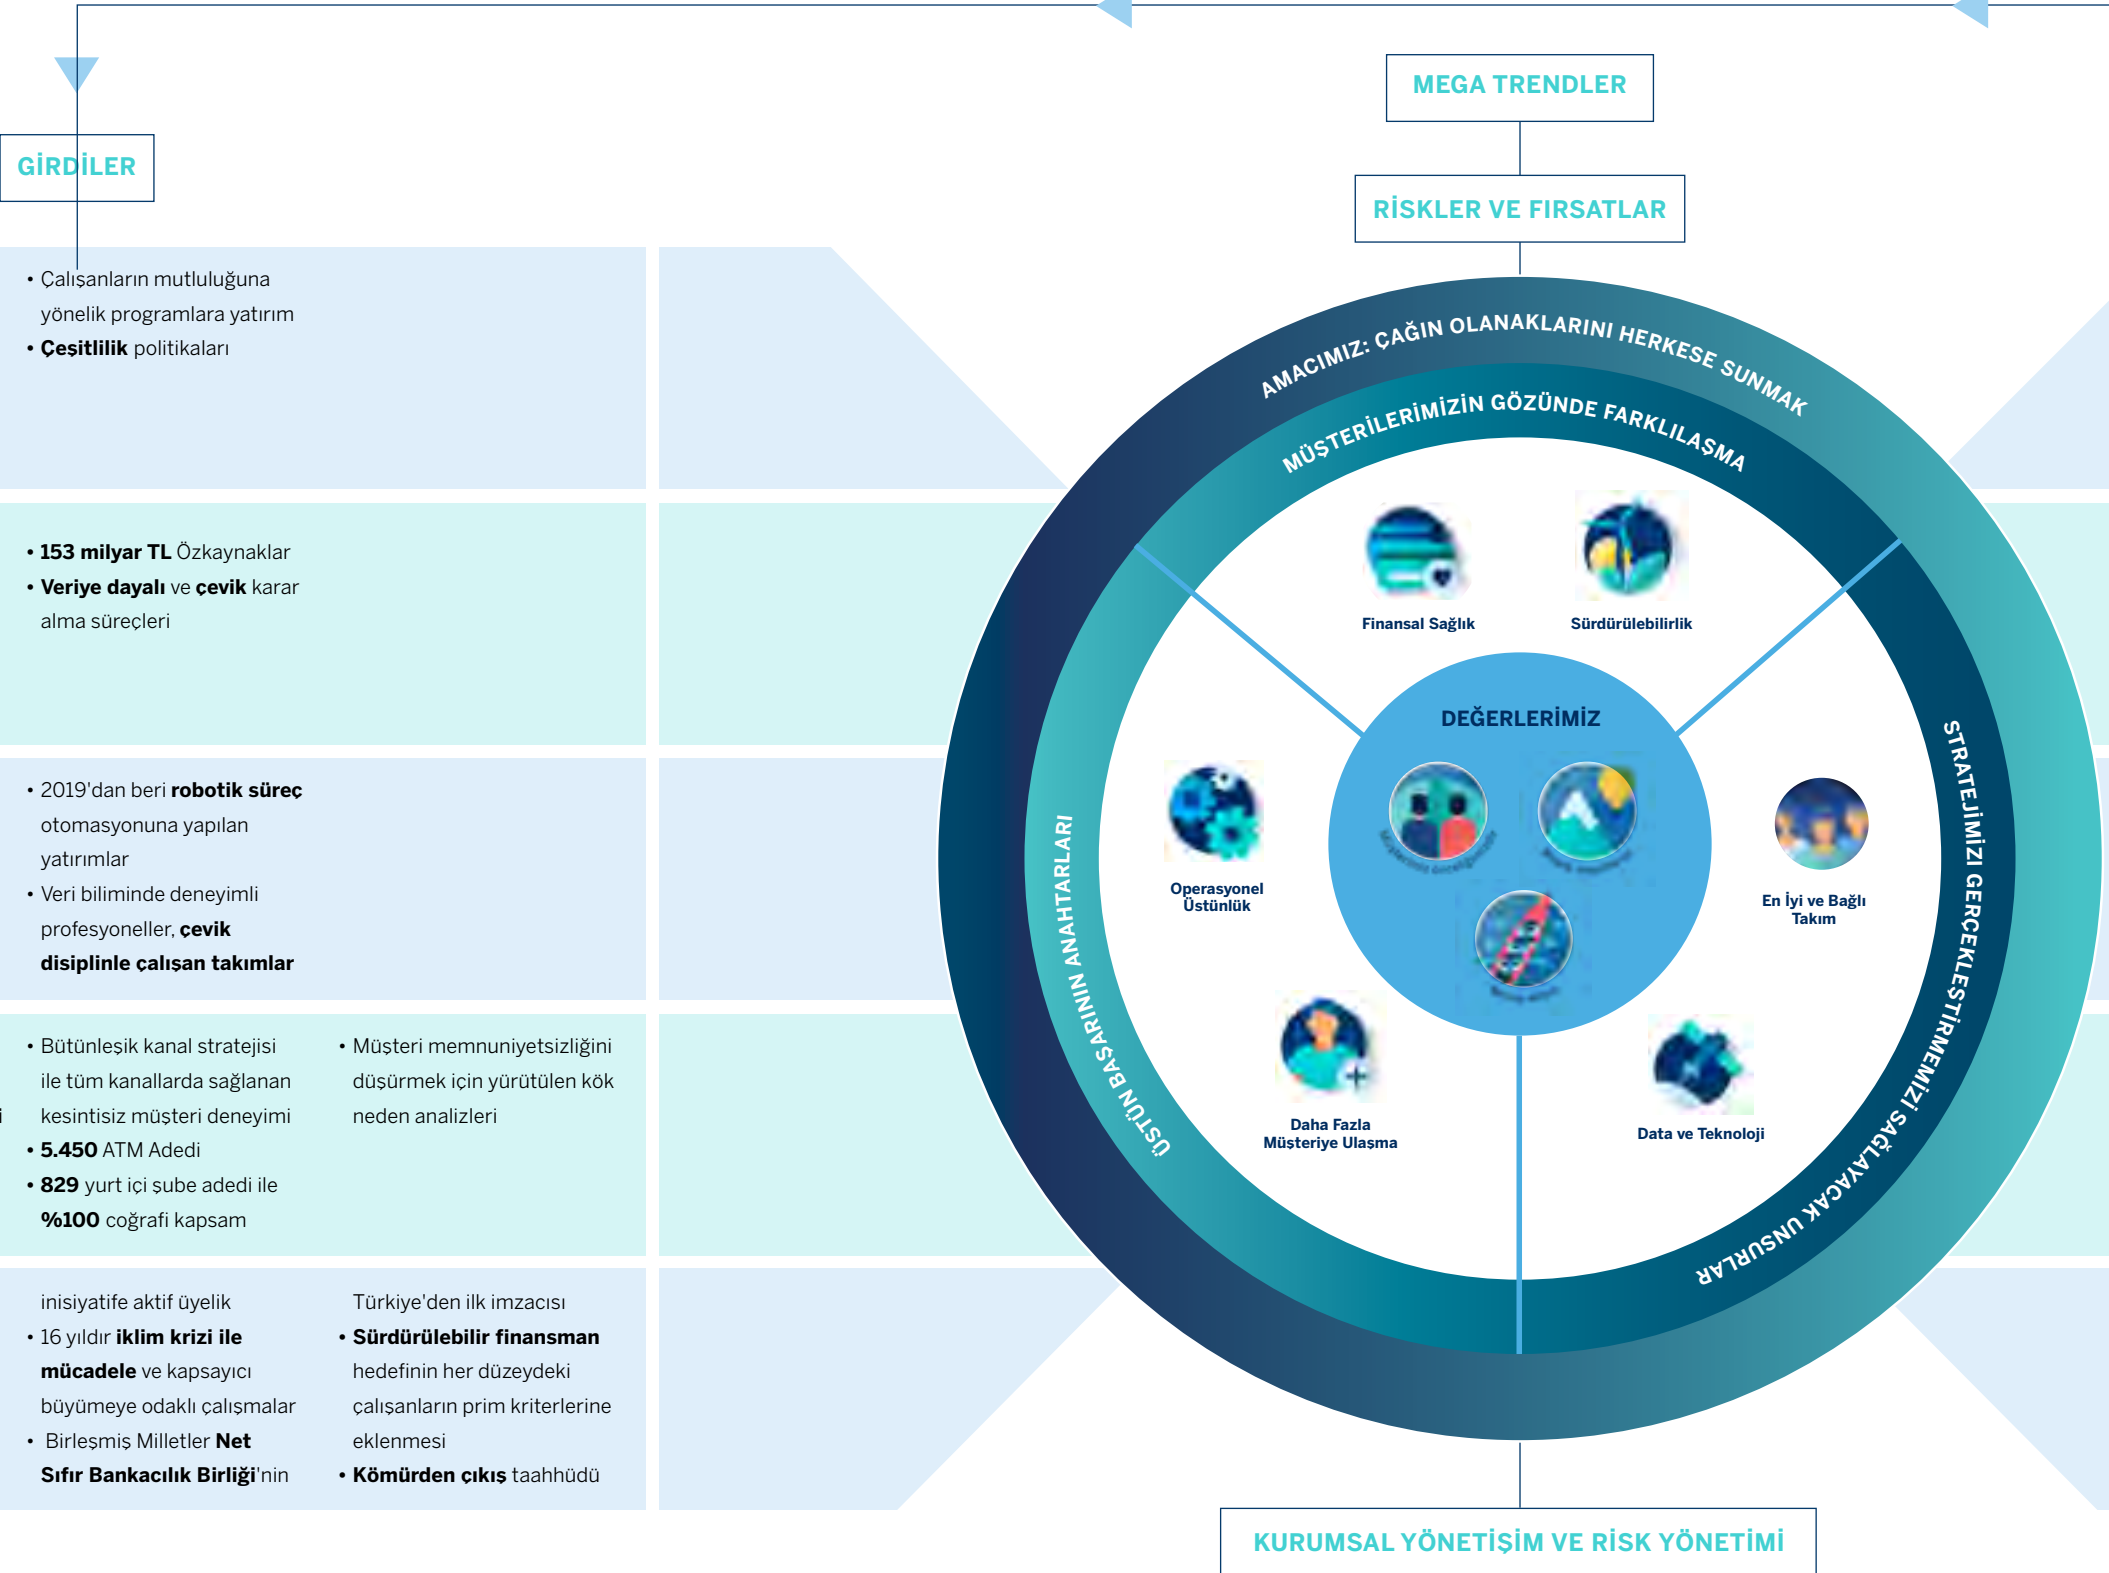 MEGA TRENDLER
GİRDİLER
RİSKLER VE FIRSATLAR
• Çalışanların mutluluğuna
yönelik programlara yatırım
• Çeşitlilik politikaları
• 153 milyar TL Özkaynaklar
• Veriye dayalı ve çevik karar
alma süreçleri
• 2019'dan beri robotik süreç
otomasyonuna yapılan
yatırımlar
• Veri biliminde deneyimli
profesyoneller, çevik
disiplinle çalışan takımlar
• Bütünleşik kanal stratejisi
ile tüm kanallarda sağlanan
kesintisiz müşteri deneyimi
• 5.450 ATM Adedi
• 829 yurt içi şube adedi ile
%100 coğrafi kapsam
• Müşteri memnuniyetsizliğini
düşürmek için yürütülen kök
neden analizleri
inisiyatife aktif üyelik
• 16 yıldır iklim krizi ile
mücadele ve kapsayıcı
büyümeye odaklı çalışmalar
• Birleşmiş Milletler Net
Sıfır Bankacılık Birliği'nin
Türkiye'den ilk imzacısı
• Sürdürülebilir finansman
hedefinin her düzeydeki
çalışanların prim kriterlerine
eklenmesi
• Kömürden çıkış taahhüdü
AMACIMIZ: ÇAĞIN OLANAKLARINI HERKESE SUNMAK
MÜŞTERİLERİMİZİN GÖZÜNDE FARKLILAŞMA
Finansal Sağlık
Sürdürülebilirlik
DEĞERLERİMİZ
ÜSTÜN BAŞARININ ANAHTARLARI
Operasyonel
Üstünlük
Daha Fazla
Müşteriye Ulaşma
STRATEJİMİZİ GERÇEKLEŞTİRMEMİZİ SAĞLAYACAK UNSURLAR
En İyi ve Bağlı
Takım
Data ve Teknoloji
KURUMSAL YÖNETİŞİM VE RİSK YÖNETİMİ